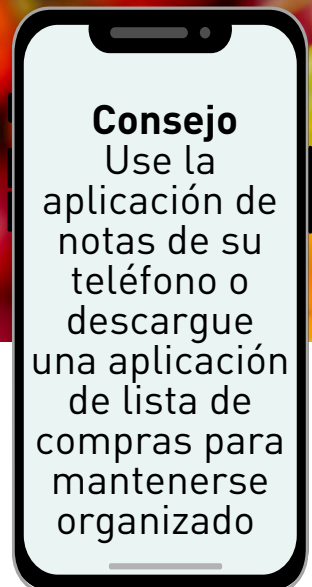 Consejo
Use la
aplicación de
notas de su
teléfono o
descargue
una aplicación
de lista de
compras para
mantenerse
organizado